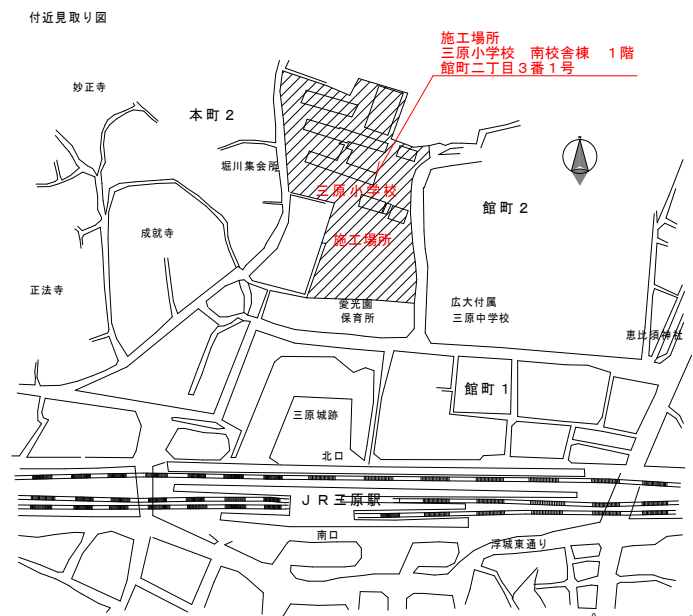 付近見取り図
施工場所
三原小学校 南校舎棟 1階
館町二丁目3番1号
妙正寺
本町2
堀川集会所
三原小学校
館町2
成就寺
施工場所
正法寺
愛光園
保育所
広大付属
三原中学校
恵比須神社
館町1
三原城跡
北口
JR三原駅
南口
浮城東通り